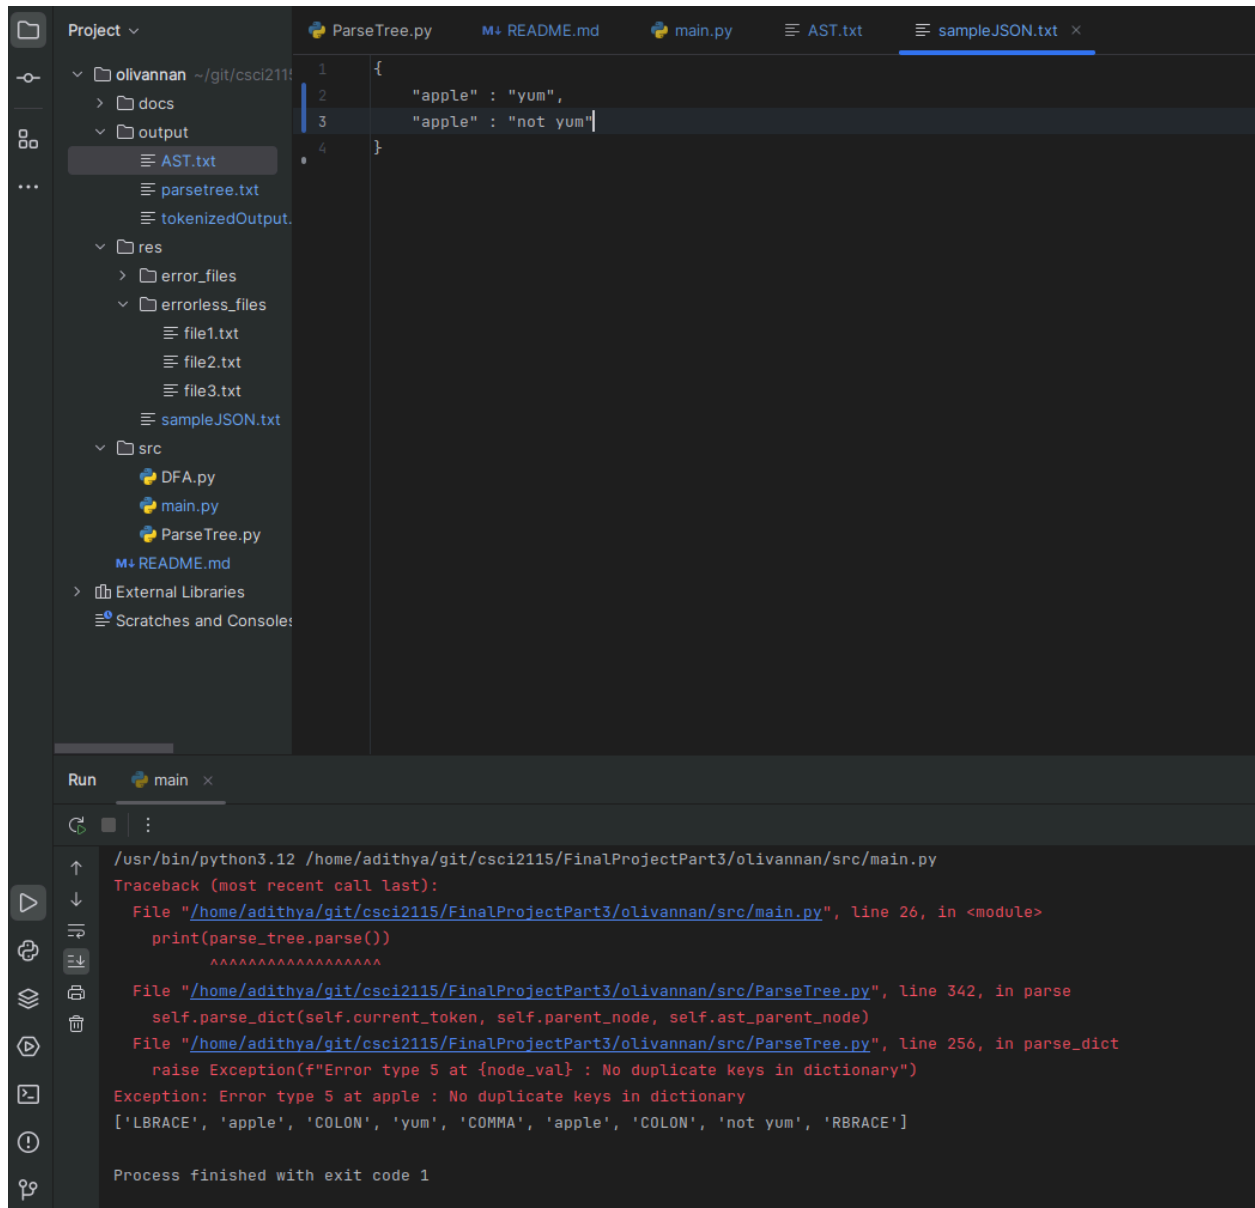 Project
ParseTree.py
M↓ README.md
main.py
AST.txt
sampleJSON.txt
olivannan ~/git/csci211
docs
output
AST.txt
parsetree.txt
tokenizedOutput.
res
error_files
errorless_files
file1.txt
file2.txt
file3.txt
sampleJSON.txt
src
DFA.py
main.py
ParseTree.py
M↓ README.md
External Libraries
Scratches and Consoles
1 {
2 "apple" : "yum",
3 "apple" : "not yum"
4 }
Run
main
/usr/bin/python3.12 /home/adithya/git/csci2115/FinalProjectPart3/olivannan/src/main.py
Traceback (most recent call last):
File "/home/adithya/git/csci2115/FinalProjectPart3/olivannan/src/main.py", line 26, in <module>
print(parse_tree.parse())
^^^^^^^^^^^^^^^^^^
File "/home/adithya/git/csci2115/FinalProjectPart3/olivannan/src/ParseTree.py", line 342, in parse
self.parse_dict(self.current_token, self.parent_node, self.ast_parent_node)
File "/home/adithya/git/csci2115/FinalProjectPart3/olivannan/src/ParseTree.py", line 256, in parse_dict
raise Exception(f"Error type 5 at {node_val} : No duplicate keys in dictionary")
Exception: Error type 5 at apple : No duplicate keys in dictionary
['LBRACE', 'apple', 'COLON', 'yum', 'COMMA', 'apple', 'COLON', 'not yum', 'RBRACE']
Process finished with exit code 1